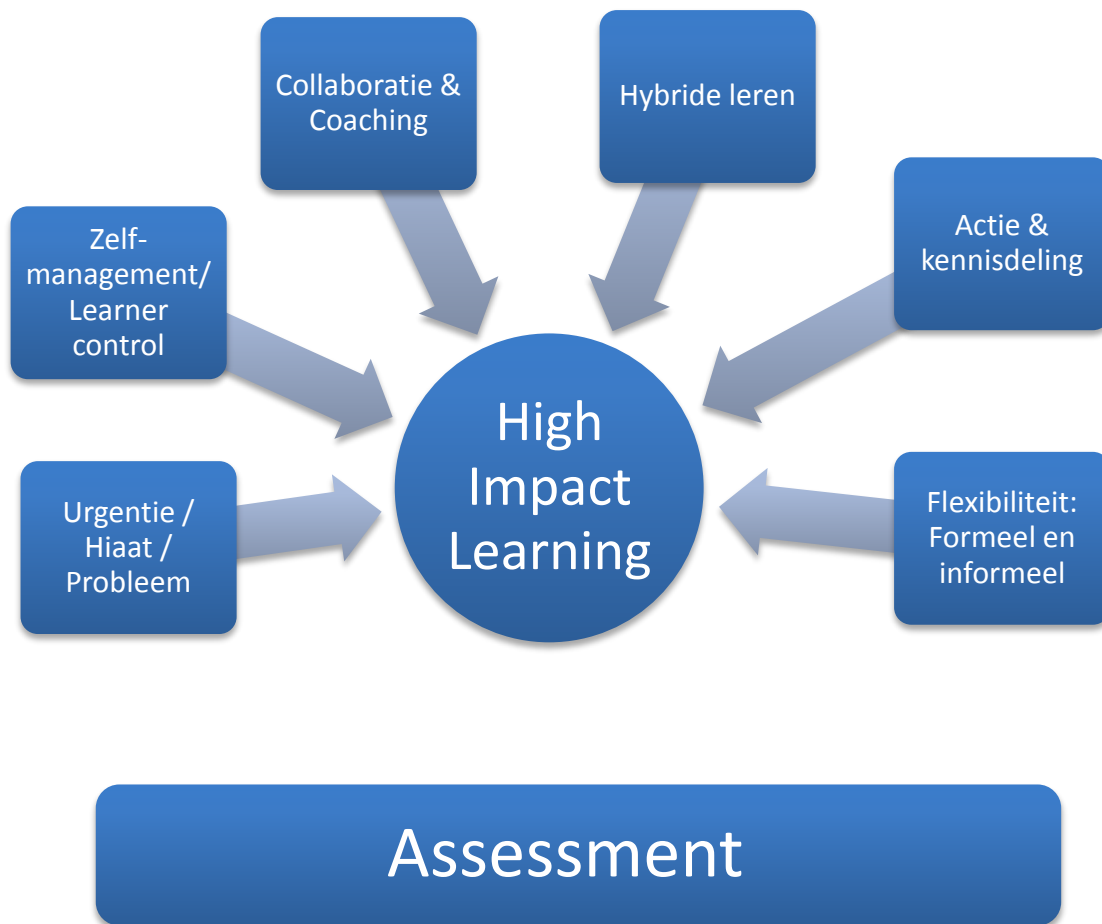 Collaboratie &
Coaching
Hybride leren
Zelf-
management/
Learner
control
Actie &
kennisdeling
Urgentie /
Hiaat /
Probleem
High
Impact
Learning
Flexibiliteit:
Formeel en
informeel
Assessment